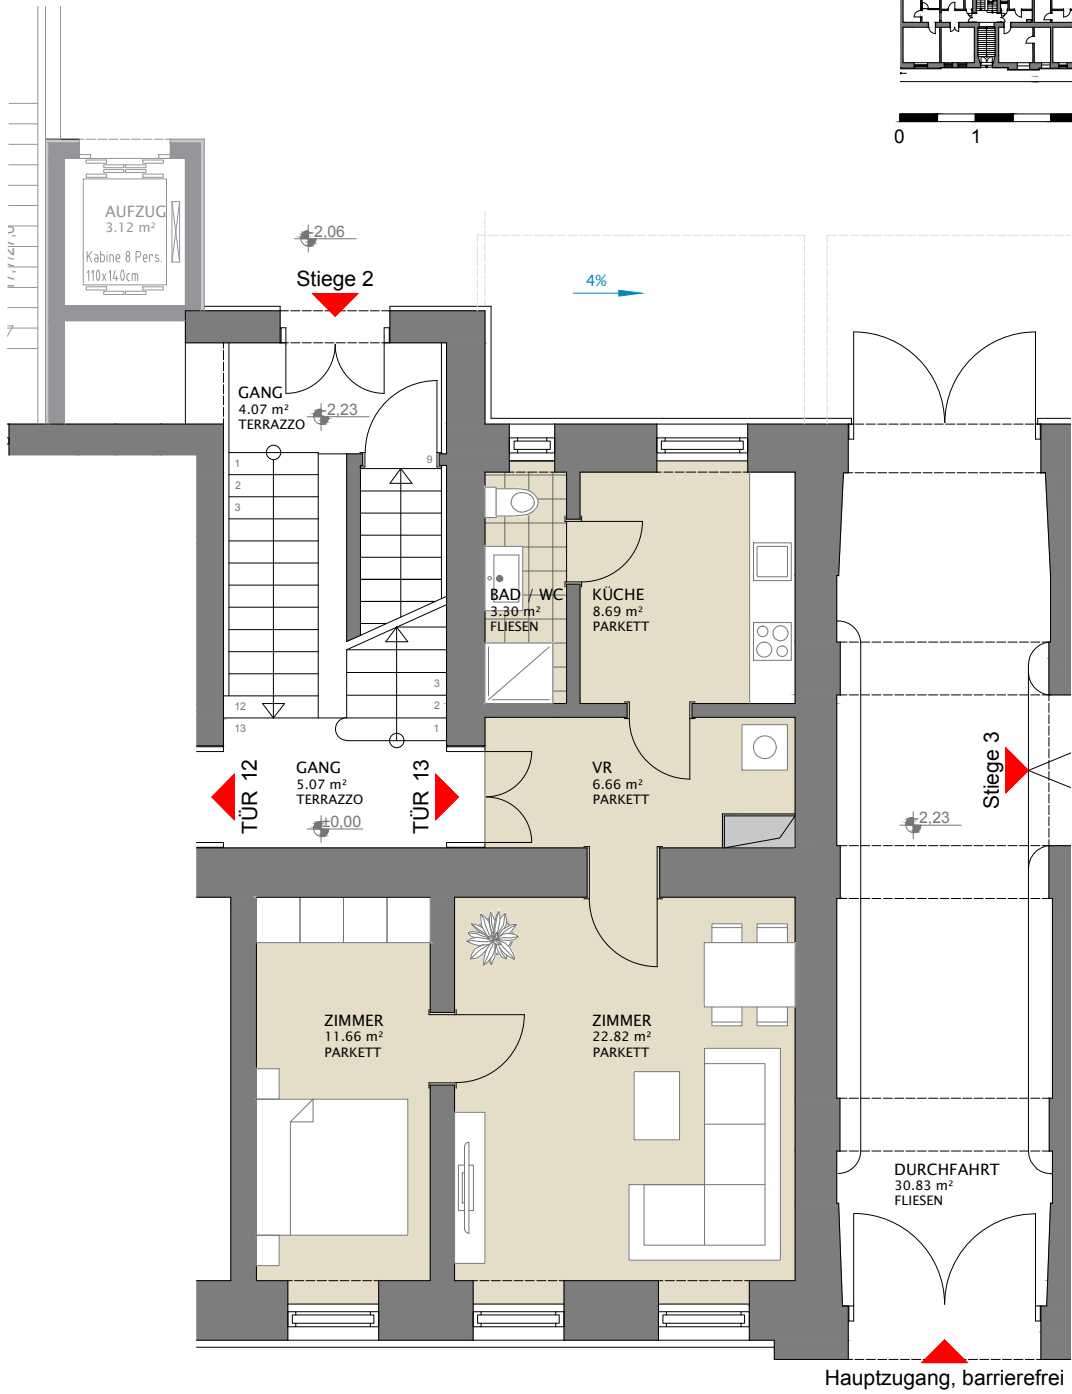 0 1
AUFZUG
3.12 m²
Kabine 8 Pers.
110x140cm
-2,06
Stiege 2
4%
GANG
4.07 m²
TERRAZZO
-2,23
1
2
3
9
BAD / WC
3.30 m²
FLIESEN
KÜCHE
8.69 m²
PARKETT
12
13
3
2
1
GANG
5.07 m²
TERRAZZO
±0,00
TÜR 12
TÜR 13
VR
6.66 m²
PARKETT
Stiege 3
-2,23
ZIMMER
11.66 m²
PARKETT
ZIMMER
22.82 m²
PARKETT
DURCHFAHRT
30.83 m²
FLIESEN
Hauptzugang, barrierefrei